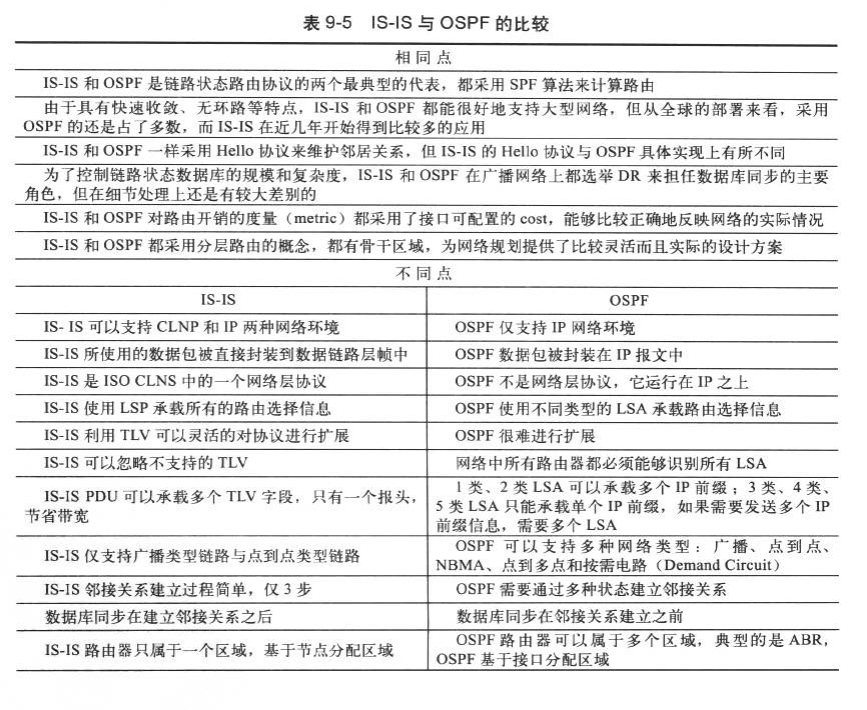 表 9-5 IS-IS 与 OSPF 的比较
相同点
IS-IS 和 OSPF 是链路状态路由协议的两个最典型的代表，都采用 SPF 算法来计算路由
由于具有快速收敛、无环路等特点，IS-IS 和 OSPF 都能很好地支持大型网络，但从全球的部署来看，采用
OSPF 的还是占了多数，而 IS-IS 在近几年开始得到比较多的应用
IS-IS 和 OSPF 一样采用 Hello 协议来维护邻居关系，但 IS-IS 的 Hello 协议与 OSPF 具体实现上有所不同
为了控制链路状态数据库的规模和复杂度，IS-IS 和 OSPF 在广播网络上都选举 DR 来担任数据库同步的主要
角色，但在细节处理上还是有较大差别的
IS-IS 和 OSPF 对路由开销的度量（metric）都采用了接口可配置的 cost，能够比较正确地反映网络的实际情况
IS-IS 和 OSPF 都采用分层路由的概念，都有骨干区域，为网络规划提供了比较灵活而且实际的设计方案
不同点
IS-IS
OSPF
IS- IS 可以支持 CLNP 和 IP 两种网络环境
OSPF 仅支持 IP 网络环境
IS-IS 所使用的数据包被直接封装到数据链路层帧中
OSPF 数据包被封装在 IP 报文中
IS-IS 是 ISO CLNS 中的一个网络层协议
OSPF 不是网络层协议，它运行在 IP 之上
IS-IS 使用 LSP 承载所有的路由选择信息
OSPF 使用不同类型的 LSA 承载路由选择信息
IS-IS 利用 TLV 可以灵活的对协议进行扩展
OSPF 很难进行扩展
IS-IS 可以忽略不支持的 TLV
网络中所有路由器都必须能够识别所有 LSA
IS-IS PDU 可以承载多个 TLV 字段，只有一个报头，
节省带宽
1 类、2 类 LSA 可以承载多个 IP 前缀；3 类、4 类、
5 类 LSA 只能承载单个 IP 前缀，如果需要发送多个 IP
前缀信息，需要多个 LSA
IS-IS 仅支持广播类型链路与点到点类型链路
OSPF 可以支持多种网络类型：广播、点到点、
NBMA、点到多点和按需电路（Demand Circuit）
IS-IS 邻接关系建立过程简单，仅 3 步
OSPF 需要通过多种状态建立邻接关系
数据库同步在建立邻接关系之后
数据库同步在邻接关系建立之前
IS-IS 路由器只属于一个区域，基于节点分配区域
OSPF 路由器可以属于多个区域，典型的是 ABR，
OSPF 基于接口分配区域